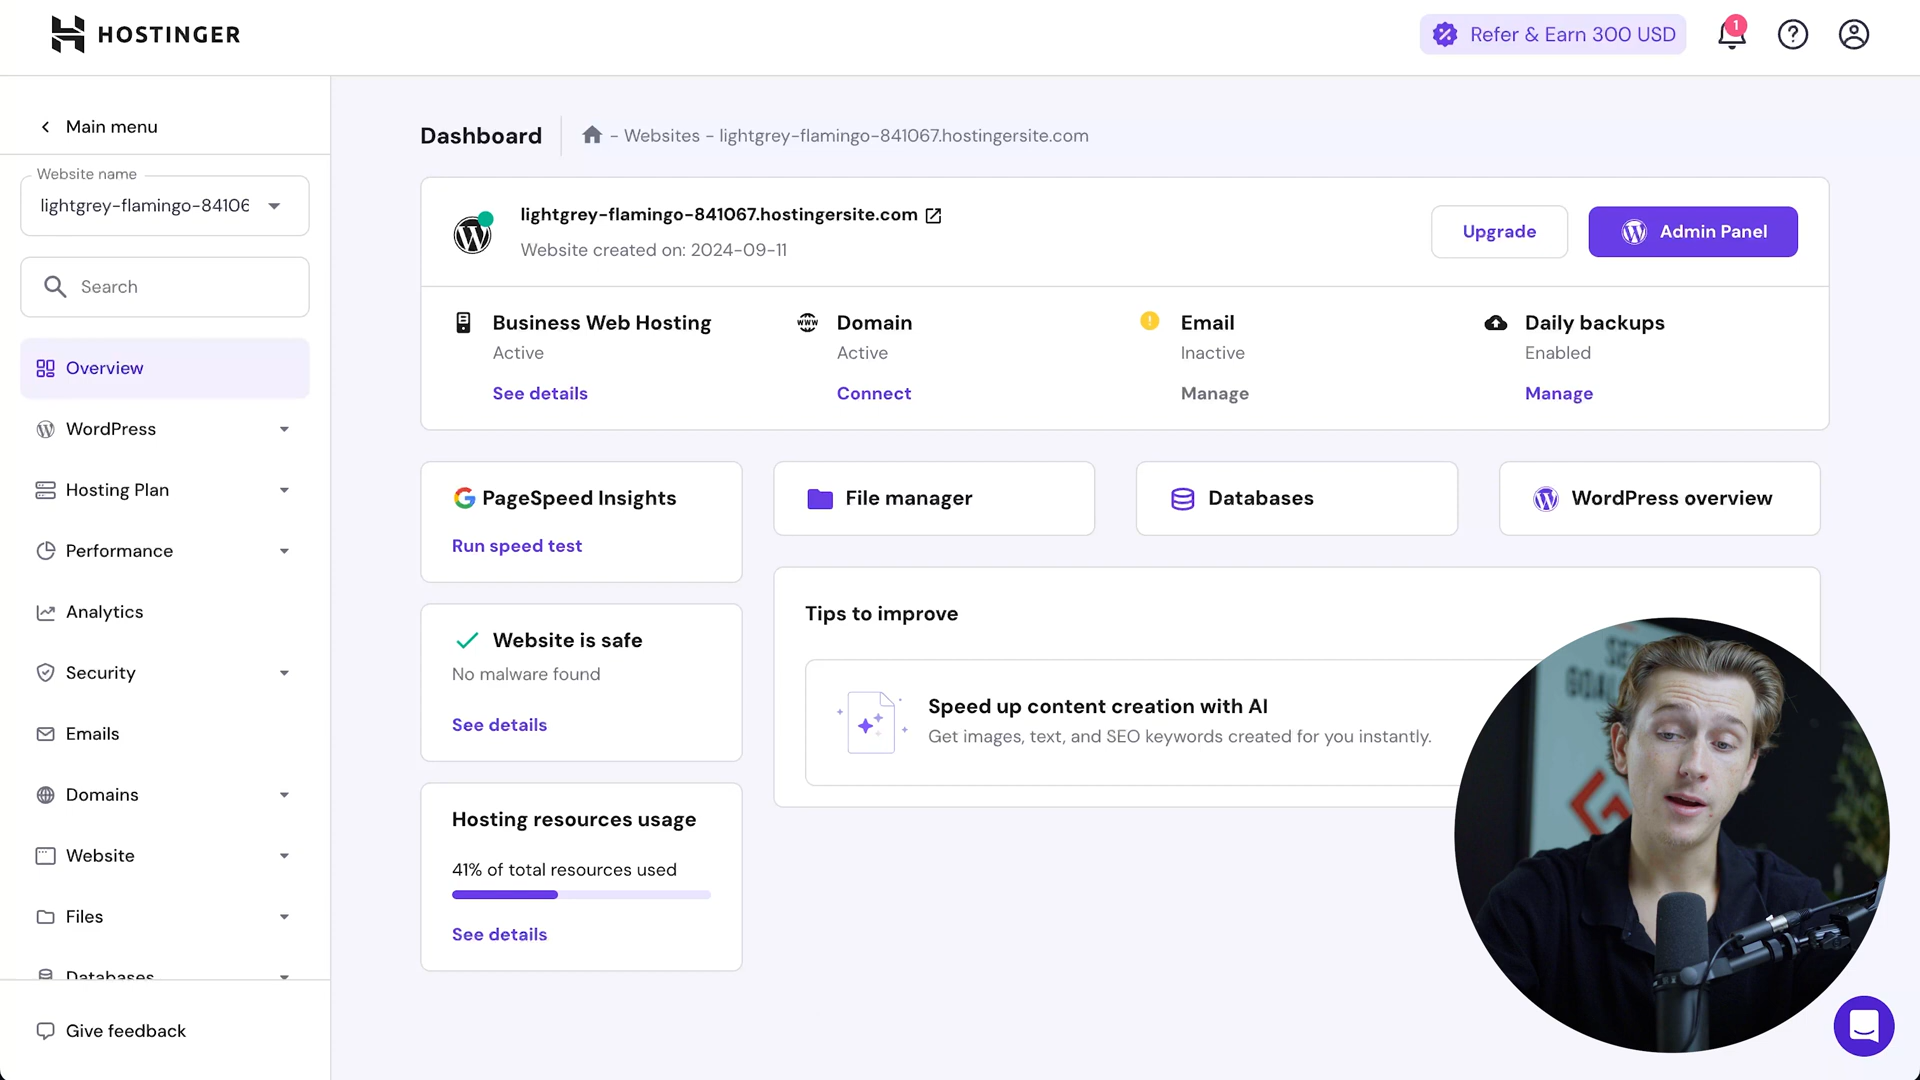 HOSTINGER
Refer & Earn 300 USD
1
Main menu
Website name
lightgrey-flamingo-84106
Search
Overview
WordPress
Hosting Plan
Performance
Analytics
Security
Emails
Domains
Website
Files
Databases
Give feedback
Dashboard
- Websites - lightgrey-flamingo-841067.hostingersite.com
lightgrey-flamingo-841067.hostingersite.com
Website created on: 2024-09-11
Upgrade
Admin Panel
Business Web Hosting
Active
See details
www
Domain
Active
Connect
Email
Inactive
Manage
Daily backups
Enabled
Manage
PageSpeed Insights
Run speed test
File manager
Databases
WordPress overview
Website is safe
No malware found
See details
Hosting resources usage
41% of total resources used
See details
Tips to improve
Speed up content creation with AI
Get images, text, and SEO keywords created for you instantly.